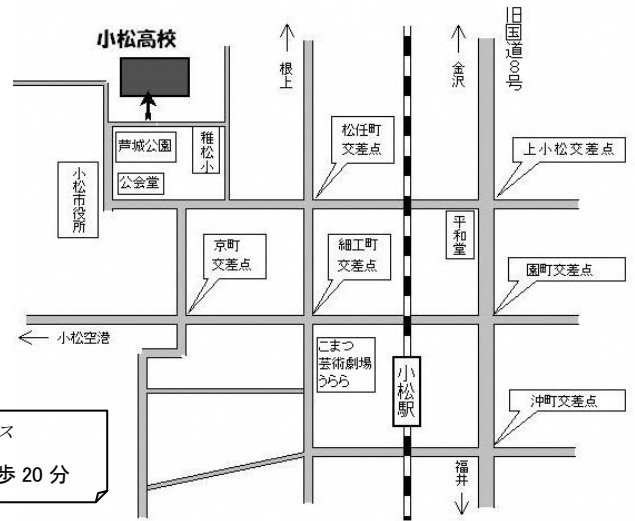 小松高校
旧国道8号
根上
金沢
松任町
交差点
上小松交差点
芦城公園
稚松小
公会堂
小松市役所
平和堂
京町
交差点
細工町
交差点
園町交差点
小松空港
こまつ
芸術劇場
うらら
小松駅
沖町交差点
ス
歩 20 分
福井